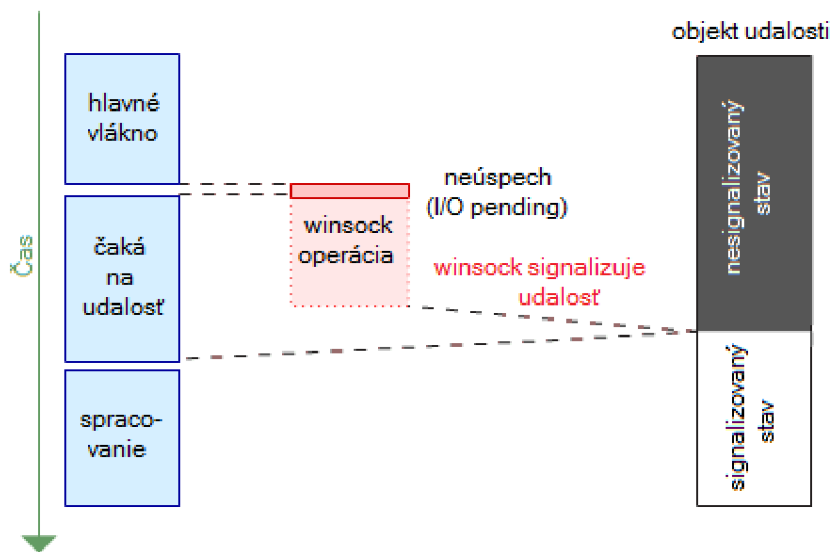 objekt udalosti
hlavné
vlákno
neúspech
(I/O pending)
winsock
operácia
čaká
na
udalosť
winsock signalizuje
udalosť
spraco-
vanie
Čas
nesignalizovaný
stav
signalizovaný
stav